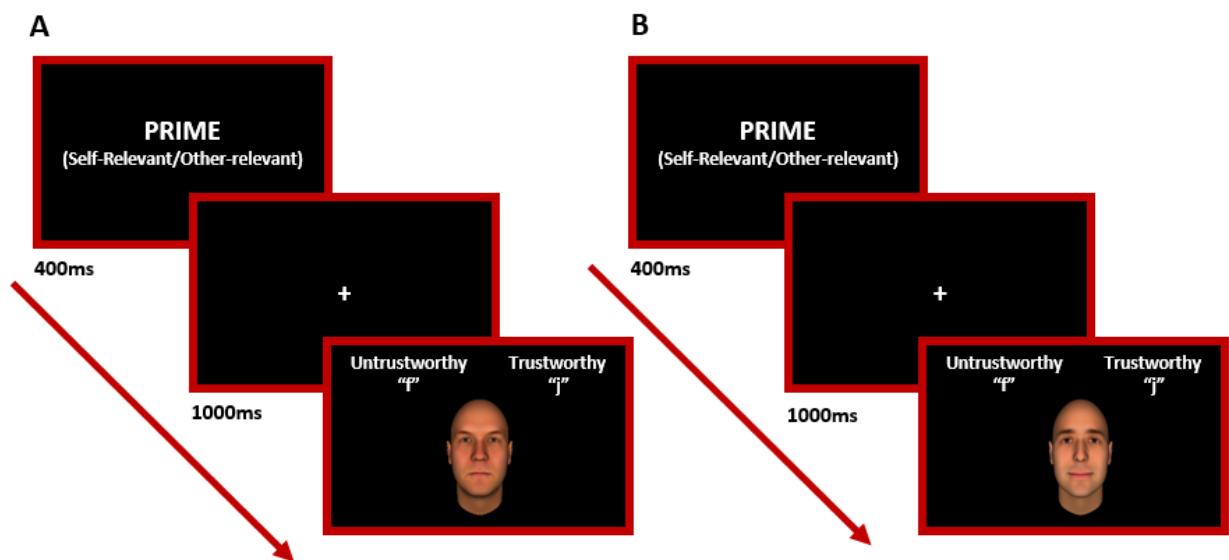 A
PRIME
(Self-Relevant/Other-relevant)
400ms
+
1000ms
Untrustworthy
"f"
Trustworthy
"j"
B
PRIME
(Self-Relevant/Other-relevant)
400ms
+
1000ms
Untrustworthy
"f"
Trustworthy
"j"